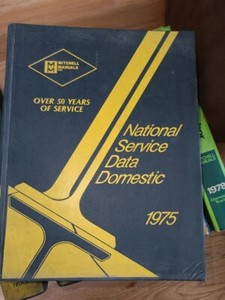 MITCHELL
MANUALS
OVER 50 YEARS
OF SERVICE
National
Service
Data
Domestic
1975
1978